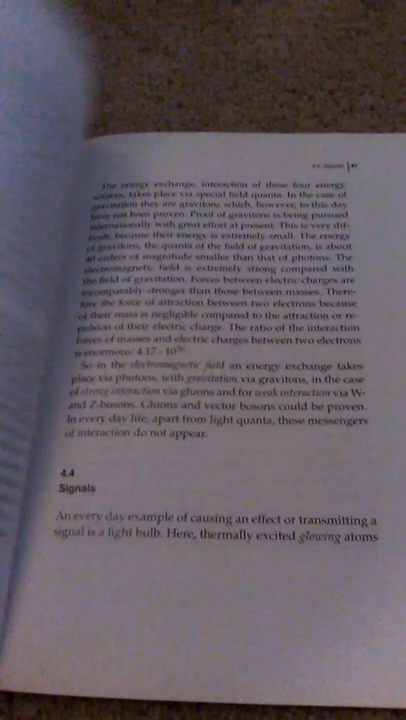 4.4 Signals | 41
The energy exchange, interaction of those four energy
sources, takes place via special field quanta. In the case of
gravitation they are gravitons which, however, to this day
have not been proven. Proof of gravitons is being pursued
internationally with great effort at present. This is very dif-
ficult, because their energy is extremely small. The energy
of gravitons, the quanta of the field of gravitation, is about
40 orders of magnitude smaller than that of photons. The
electromagnetic field is extremely strong compared with
the field of gravitation. Forces between electric charges are
incomparably stronger than those between masses. There-
fore the force of attraction between two electrons because
of their mass is negligible compared to the attraction or re-
pulsion of their electric charge. The ratio of the interaction
forces of masses and electric charges between two electrons
is enormous: 4.17 ·
So in the electromagnetic field an energy exchange takes
place via photons, with gravitation via gravitons, in the case
of strong interaction via gluons and for weak interaction via W-
and Z-bosons. Gluons and vector bosons could be proven.
In every day life, apart from light quanta, these messengers
of interaction do not appear.
4.4
Signals
An every day example of causing an effect or transmitting a
signal is a light bulb. Here, thermally excited glowing atoms